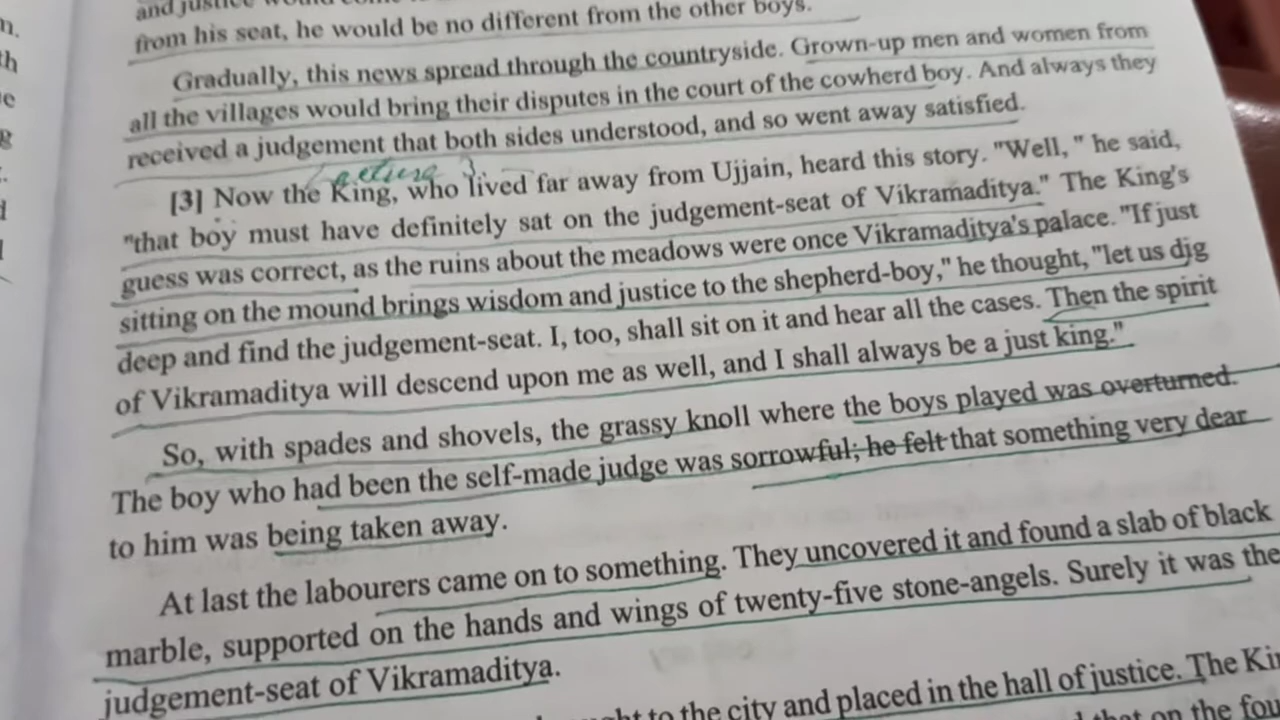 and justice
from his seat, he would be no different from the other boys.
Gradually, this news spread through the countryside. Grown-up men and women from
all the villages would bring their disputes in the court of the cowherd boy. And always they
received a judgement that both sides understood, and so went away satisfied.
Lecture 3
[3] Now the King, who lived far away from Ujjain, heard this story. "Well, " he said,
"that boy must have definitely sat on the judgement-seat of Vikramaditya." The King's
guess was correct, as the ruins about the meadows were once Vikramaditya's palace. "If just
sitting on the mound brings wisdom and justice to the shepherd-boy," he thought, "let us dig
deep and find the judgement-seat. I, too, shall sit on it and hear all the cases. Then the spirit
of Vikramaditya will descend upon me as well, and I shall always be a just king."
So, with spades and shovels, the grassy knoll where the boys played was overturned.
The boy who had been the self-made judge was sorrowful; he felt that something very dear
to him was being taken away.
At last the labourers came on to something. They uncovered it and found a slab of black
marble, supported on the hands and wings of twenty-five stone-angels. Surely it was the
judgement-seat of Vikramaditya.
to the city and placed in the hall of justice. The
that on the